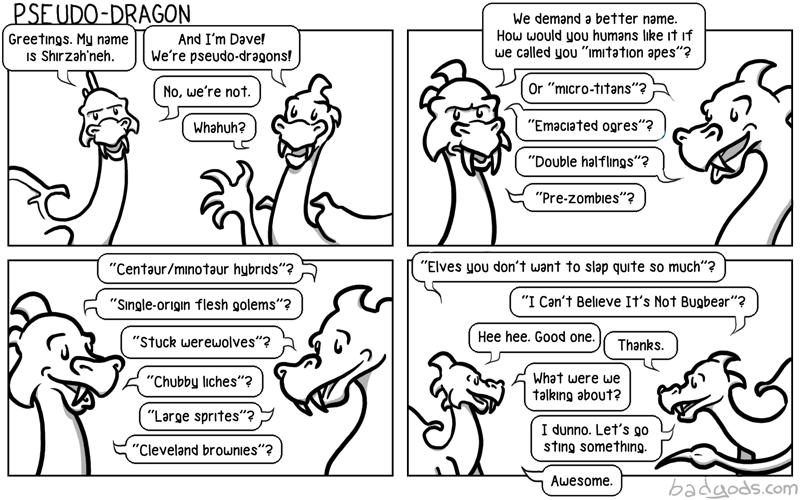 PSEUDO-DRAGON
Greetings. My name
is Shirzah'neh.
And I'm Dave!
We're pseudo-dragons!
No, we're not.
Whahuh?
We demand a better name.
How would you humans like it if
we called you "imitation apes"?
Or "micro-titans"?
"Emaciated ogres"?
"Double halflings"?
"Pre-zombies"?
"Centaur/minotaur hybrids"?
"Single-origin flesh golems"?
"Stuck werewolves"?
"Chubby liches"?
"Large sprites"?
"Cleveland brownies"?
"Elves you don't want to slap quite so much"?
"I Can't Believe It's Not Bugbear"?
Hee hee. Good one.
Thanks.
What were we
talking about?
I dunno. Let's go
sting something.
Awesome.
badgods.com